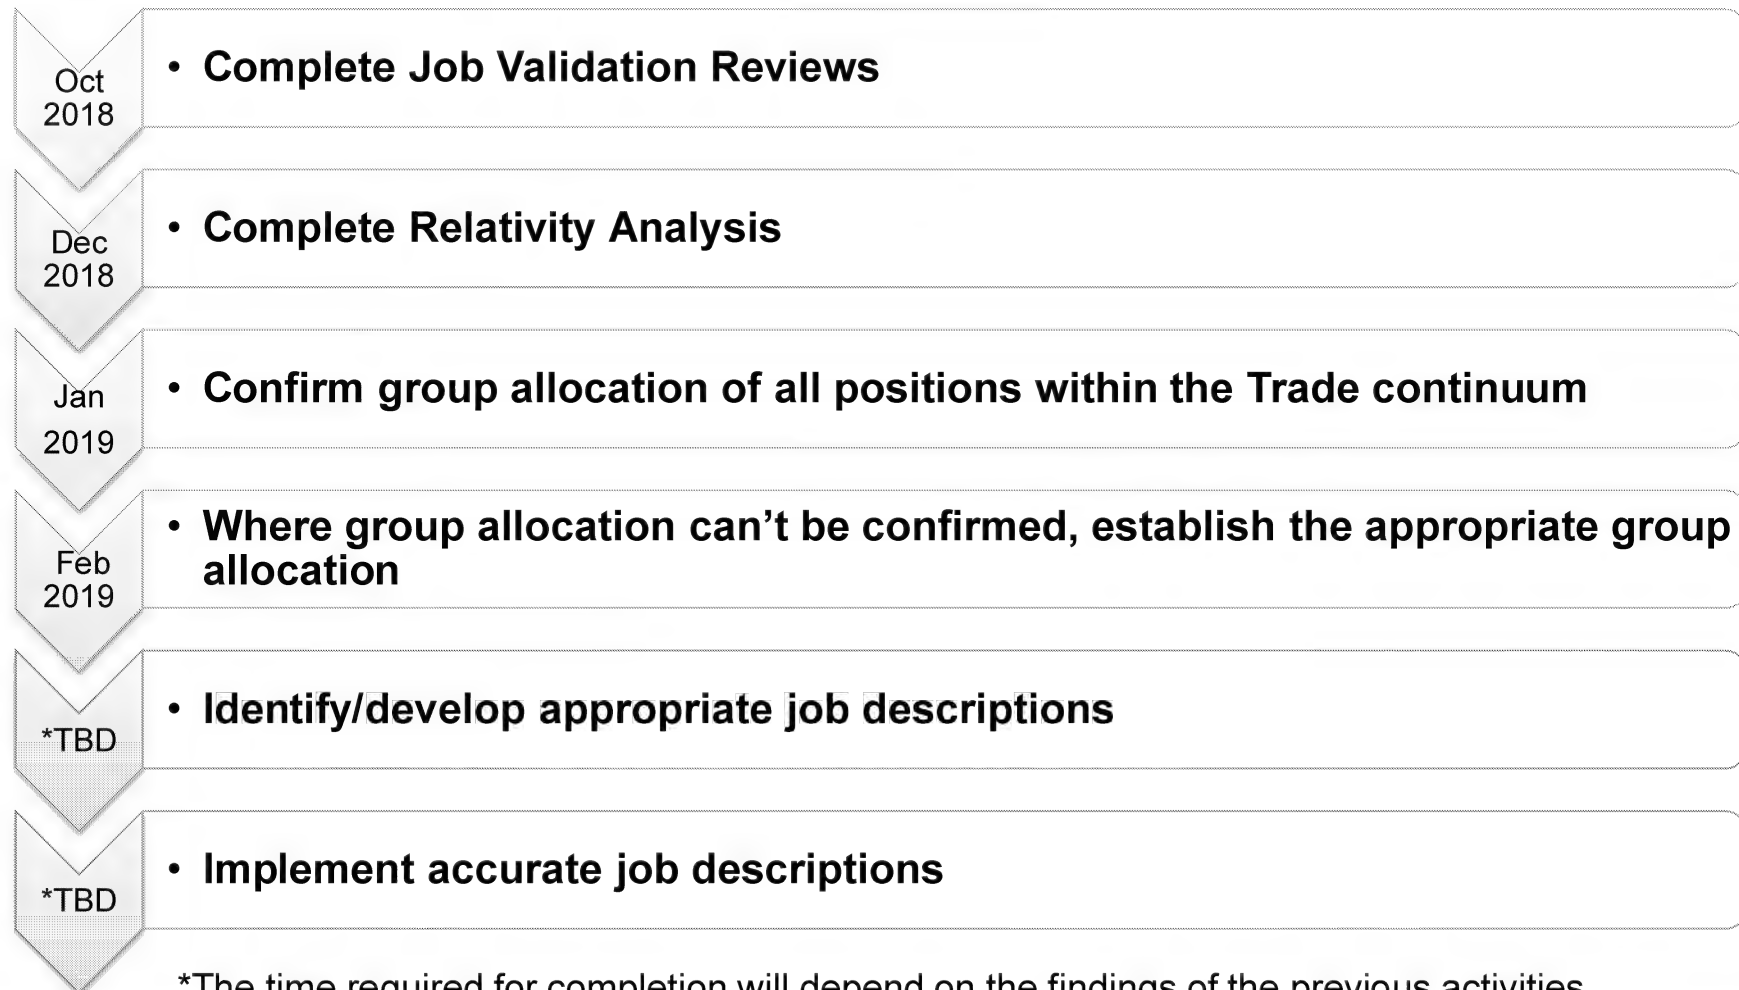 Oct
2018
• Complete Job Validation Reviews
Dec
2018
• Complete Relativity Analysis
Jan
2019
• Confirm group allocation of all positions within the Trade continuum
Feb
2019
• Where group allocation can’t be confirmed, establish the appropriate group
allocation
*TBD
• Identify/develop appropriate job descriptions
*TBD
• Implement accurate job descriptions
*The time required for completion will depend on the findings of the previous activities